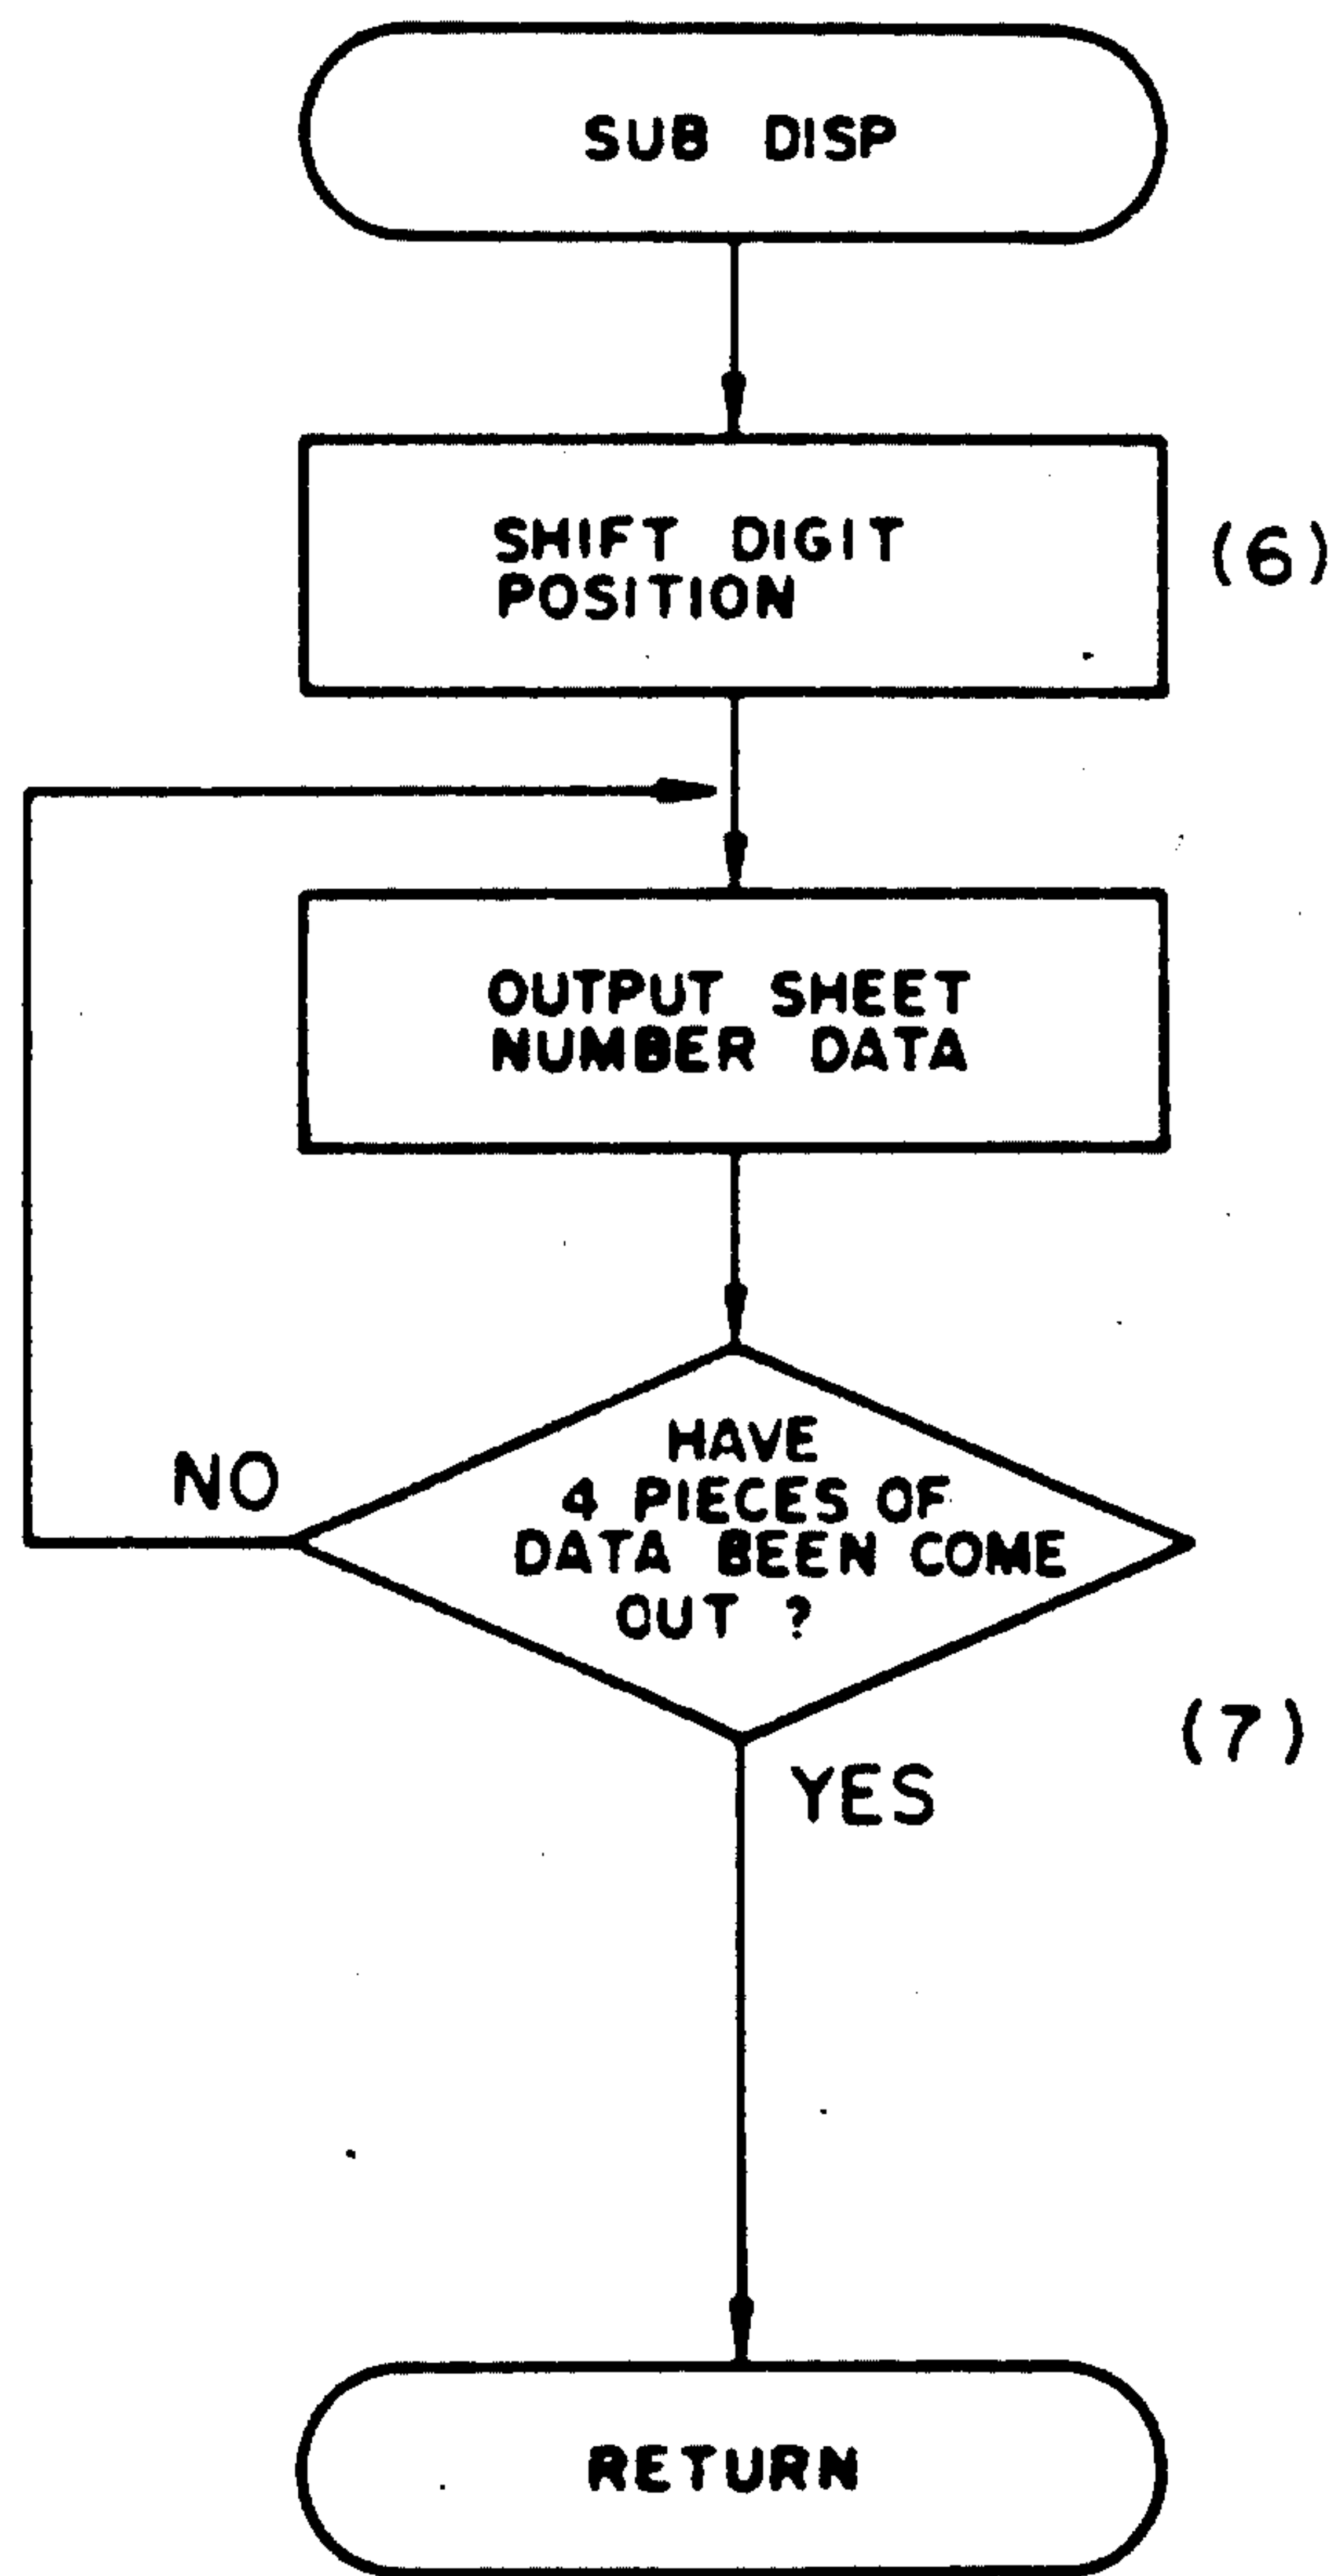 SUB DISP
SHIFT DIGIT
POSITION
(6)
OUTPUT SHEET
NUMBER DATA
HAVE
4 PIECES OF
DATA BEEN COME
OUT ?
NO
(7)
YES
RETURN